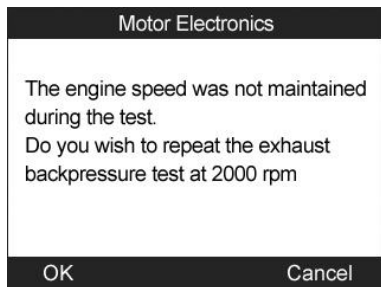 Motor Electronics
The engine speed was not maintained
during the test.
Do you wish to repeat the exhaust
backpressure test at 2000 rpm
OK Cancel